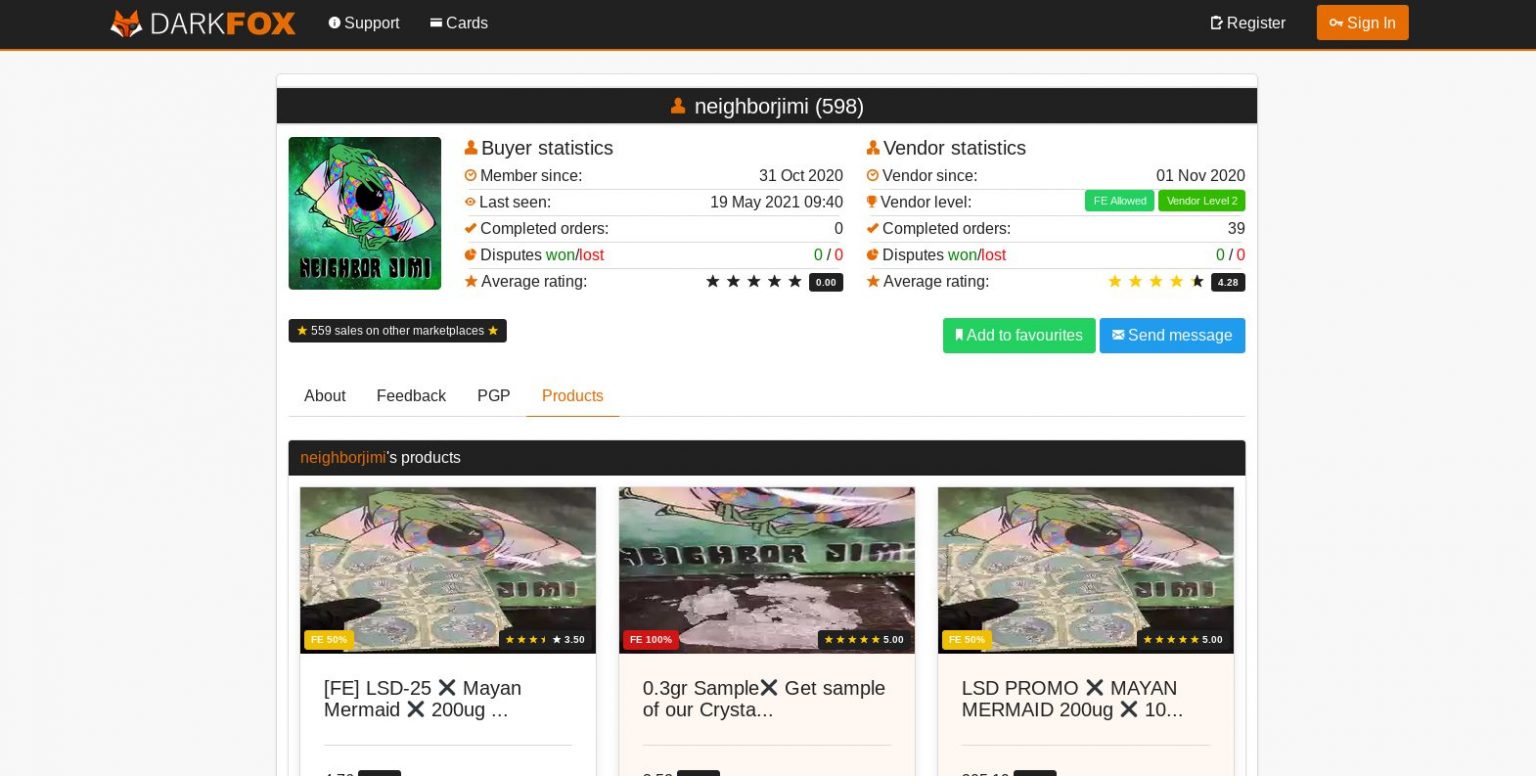 DARKFOX Support Cards Register Sign In
neighborjimi (598)
NEIGHBOR JIMI
Buyer statistics
Member since: 31 Oct 2020
Last seen: 19 May 2021 09:40
Completed orders: 0
Disputes won/lost 0 / 0
Average rating: ★ ★ ★ ★ ★ 0.00
Vendor statistics
Vendor since: 01 Nov 2020
Vendor level: FE Allowed Vendor Level 2
Completed orders: 39
Disputes won/lost 0 / 0
Average rating: ★ ★ ★ ★ ★ 4.28
★ 559 sales on other marketplaces ★
Add to favourites Send message
About Feedback PGP Products
neighborjimi's products
JIMI
FE 50% ★ ★ ★ ★ ★ 3.50
[FE] LSD-25 ❌ Mayan
Mermaid ❌ 200ug ...
NEIGHBOR JIMI
FE 100% ★ ★ ★ ★ ★ 5.00
0.3gr Sample❌ Get sample
of our Crysta...
JIMI
FE 50% ★ ★ ★ ★ ★ 5.00
LSD PROMO ❌ MAYAN
MERMAID 200ug ❌ 10...